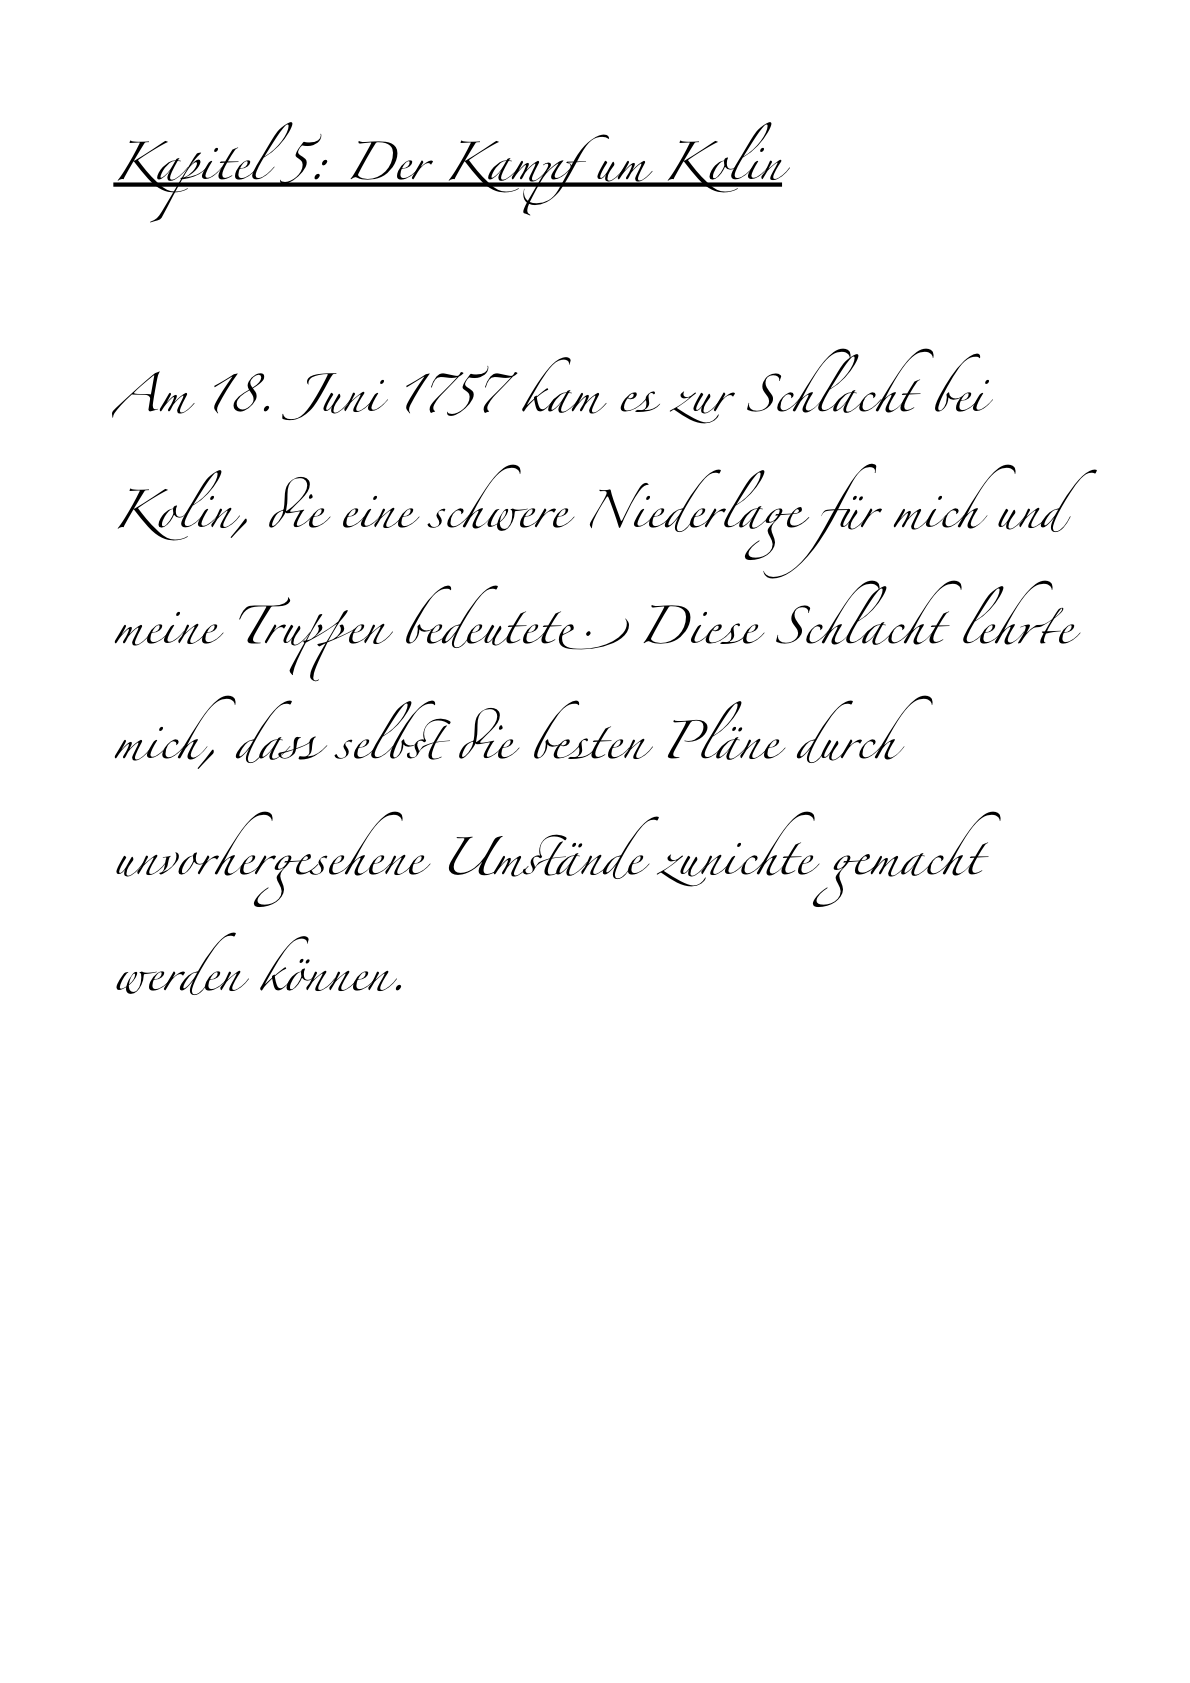 Kapitel 5: Der Kampf um Kolin
Am 18. Juni 1757 kam es zur Schlacht bei
Kolin, die eine schwere Niederlage für mich und
meine Truppen bedeutete. Diese Schlacht lehrte
mich, dass selbst die besten Pläne durch
unvorhergesehene Umstände zunichte gemacht
werden können.